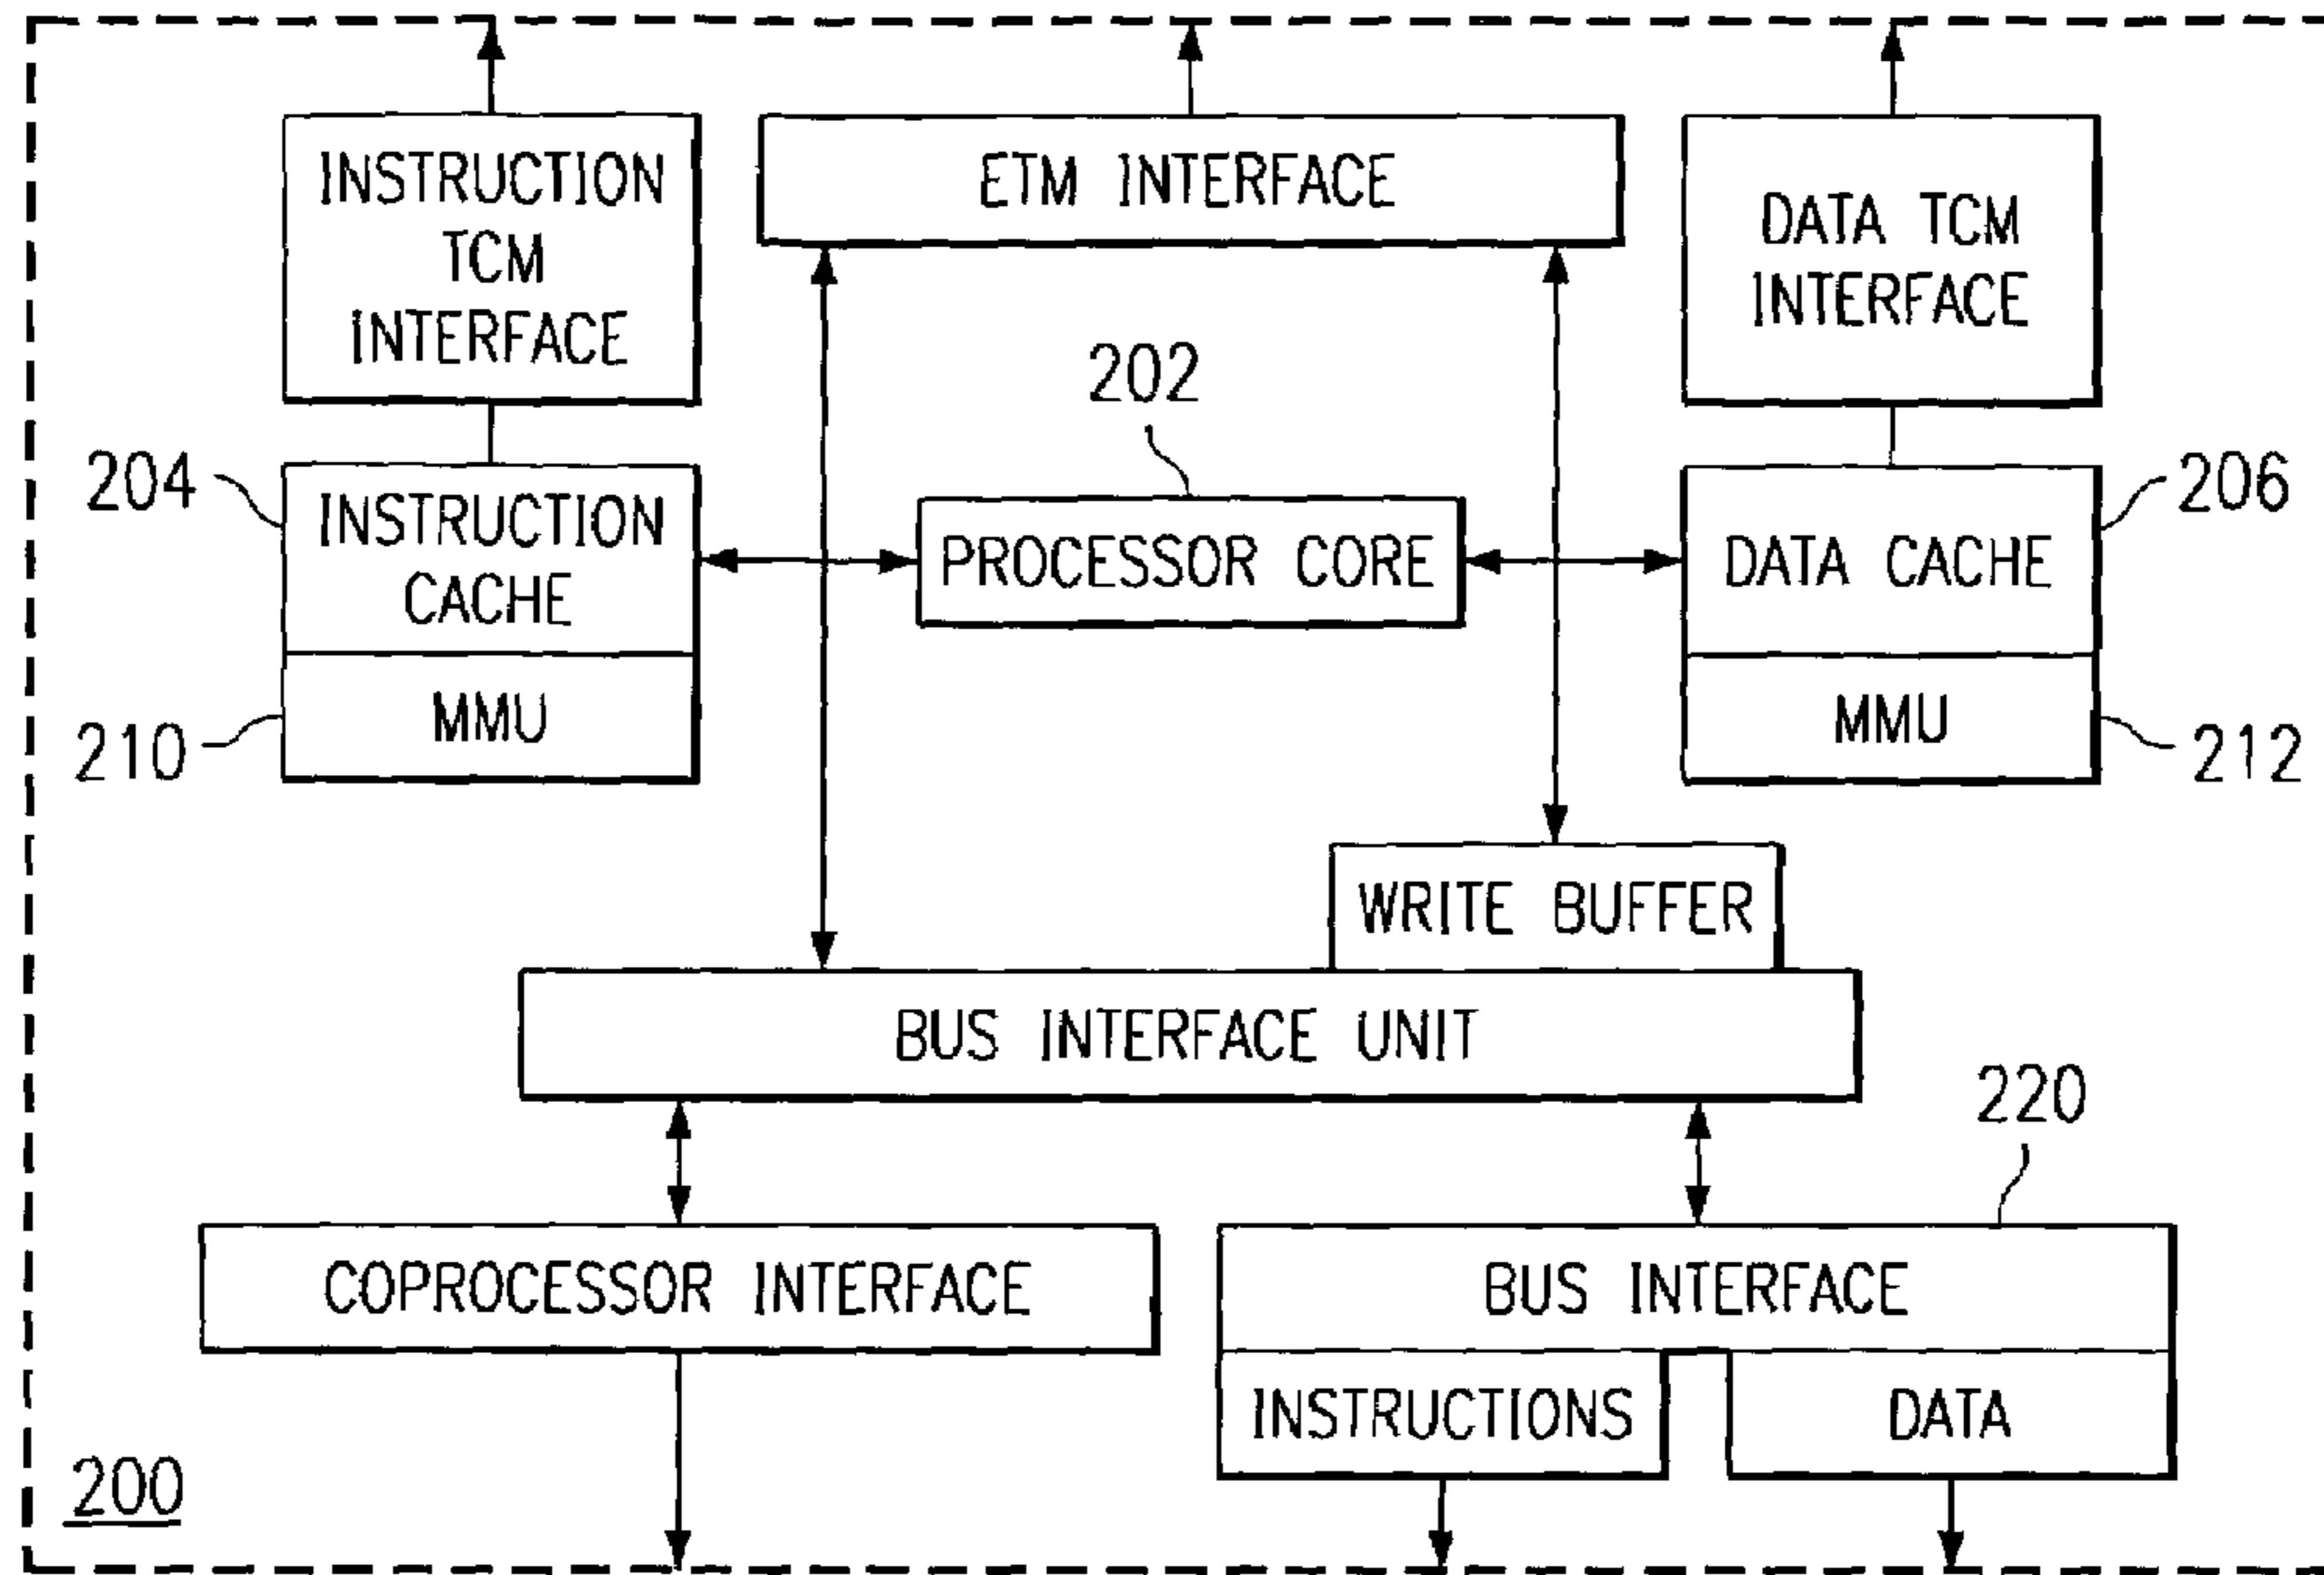 INSTRUCTION
TCM
INTERFACE
ETM INTERFACE
DATA TCM
INTERFACE
202
204
INSTRUCTION
CACHE
PROCESSOR CORE
DATA CACHE
206
210
MMU
MMU
212
WRITE BUFFER
BUS INTERFACE UNIT
220
COPROCESSOR INTERFACE
BUS INTERFACE
INSTRUCTIONS
DATA
200